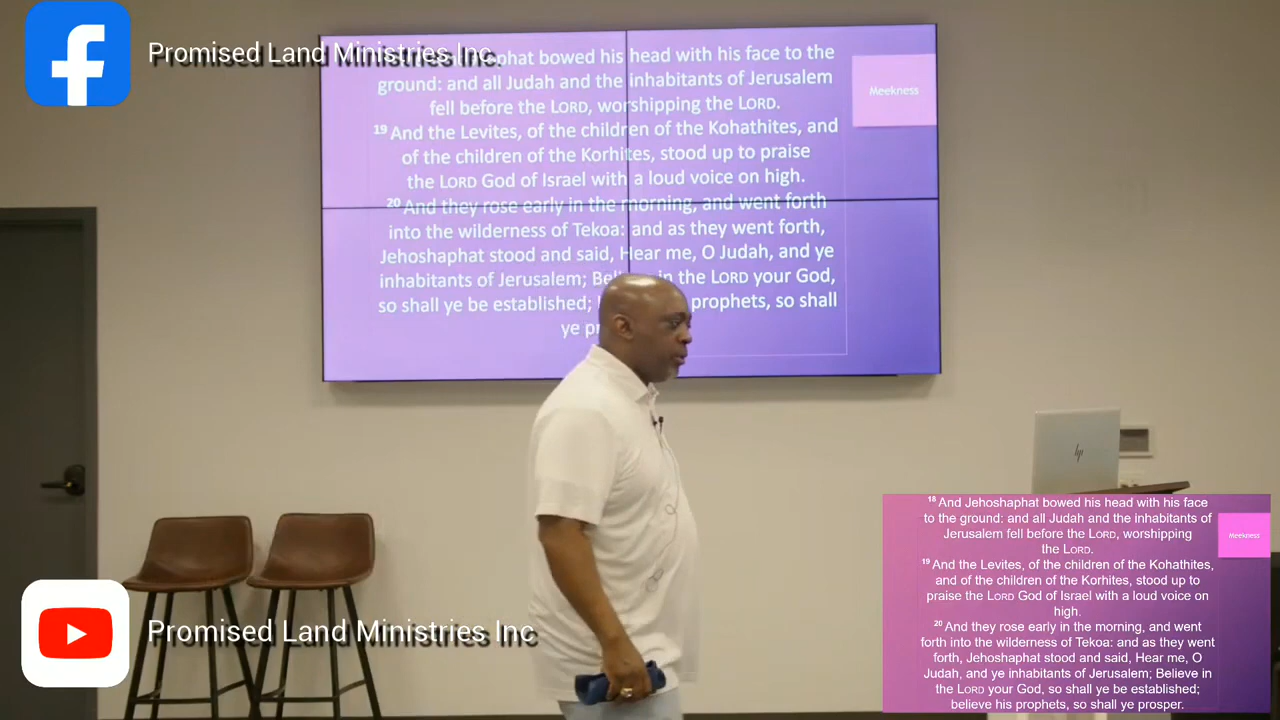 Promised Land Ministries Inc.
phat bowed his head with his face to the
ground: and all Judah and the inhabitants of Jerusalem
fell before the LORD, worshipping the LORD.
19 And the Levites, of the children of the Kohathites, and
of the children of the Korhites, stood up to praise
the LORD God of Israel with a loud voice on high.
20 And they rose early in the morning, and went forth
into the wilderness of Tekoa: and as they went forth,
Jehoshaphat stood and said, Hear me, O Judah, and ye
inhabitants of Jerusalem; Be in the LORD your God,
so shall ye be established; prophets, so shall
ye pr
Meekness
hp
18 And Jehoshaphat bowed his head with his face
to the ground: and all Judah and the inhabitants of
Jerusalem fell before the LORD, worshipping
the LORD.
19 And the Levites, of the children of the Kohathites,
and of the children of the Korhites, stood up to
praise the LORD God of Israel with a loud voice on
high.
20 And they rose early in the morning, and went
forth into the wilderness of Tekoa: and as they went
forth, Jehoshaphat stood and said, Hear me, O
Judah, and ye inhabitants of Jerusalem; Believe in
the LORD your God, so shall ye be established;
believe his prophets, so shall ye prosper.
Meekness
Promised Land Ministries Inc